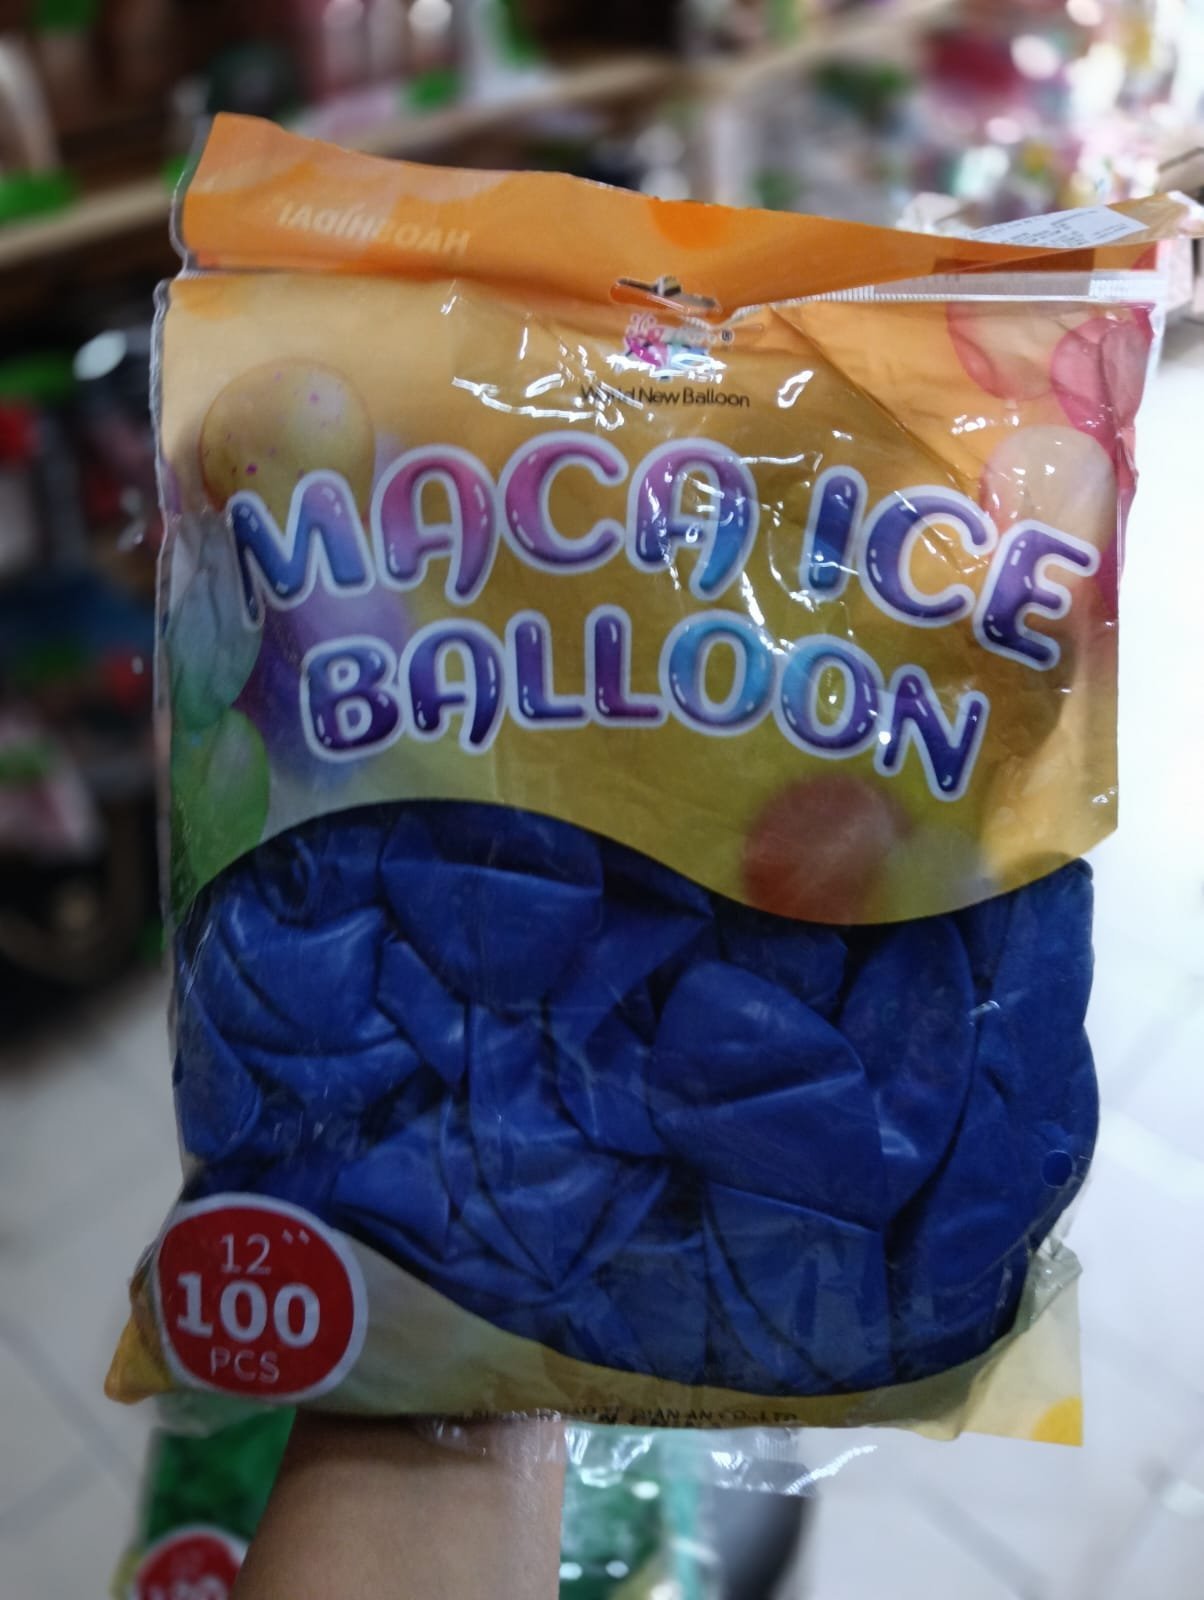 World New Balloon
MACA ICE
BALLOON
12``
100
PCS